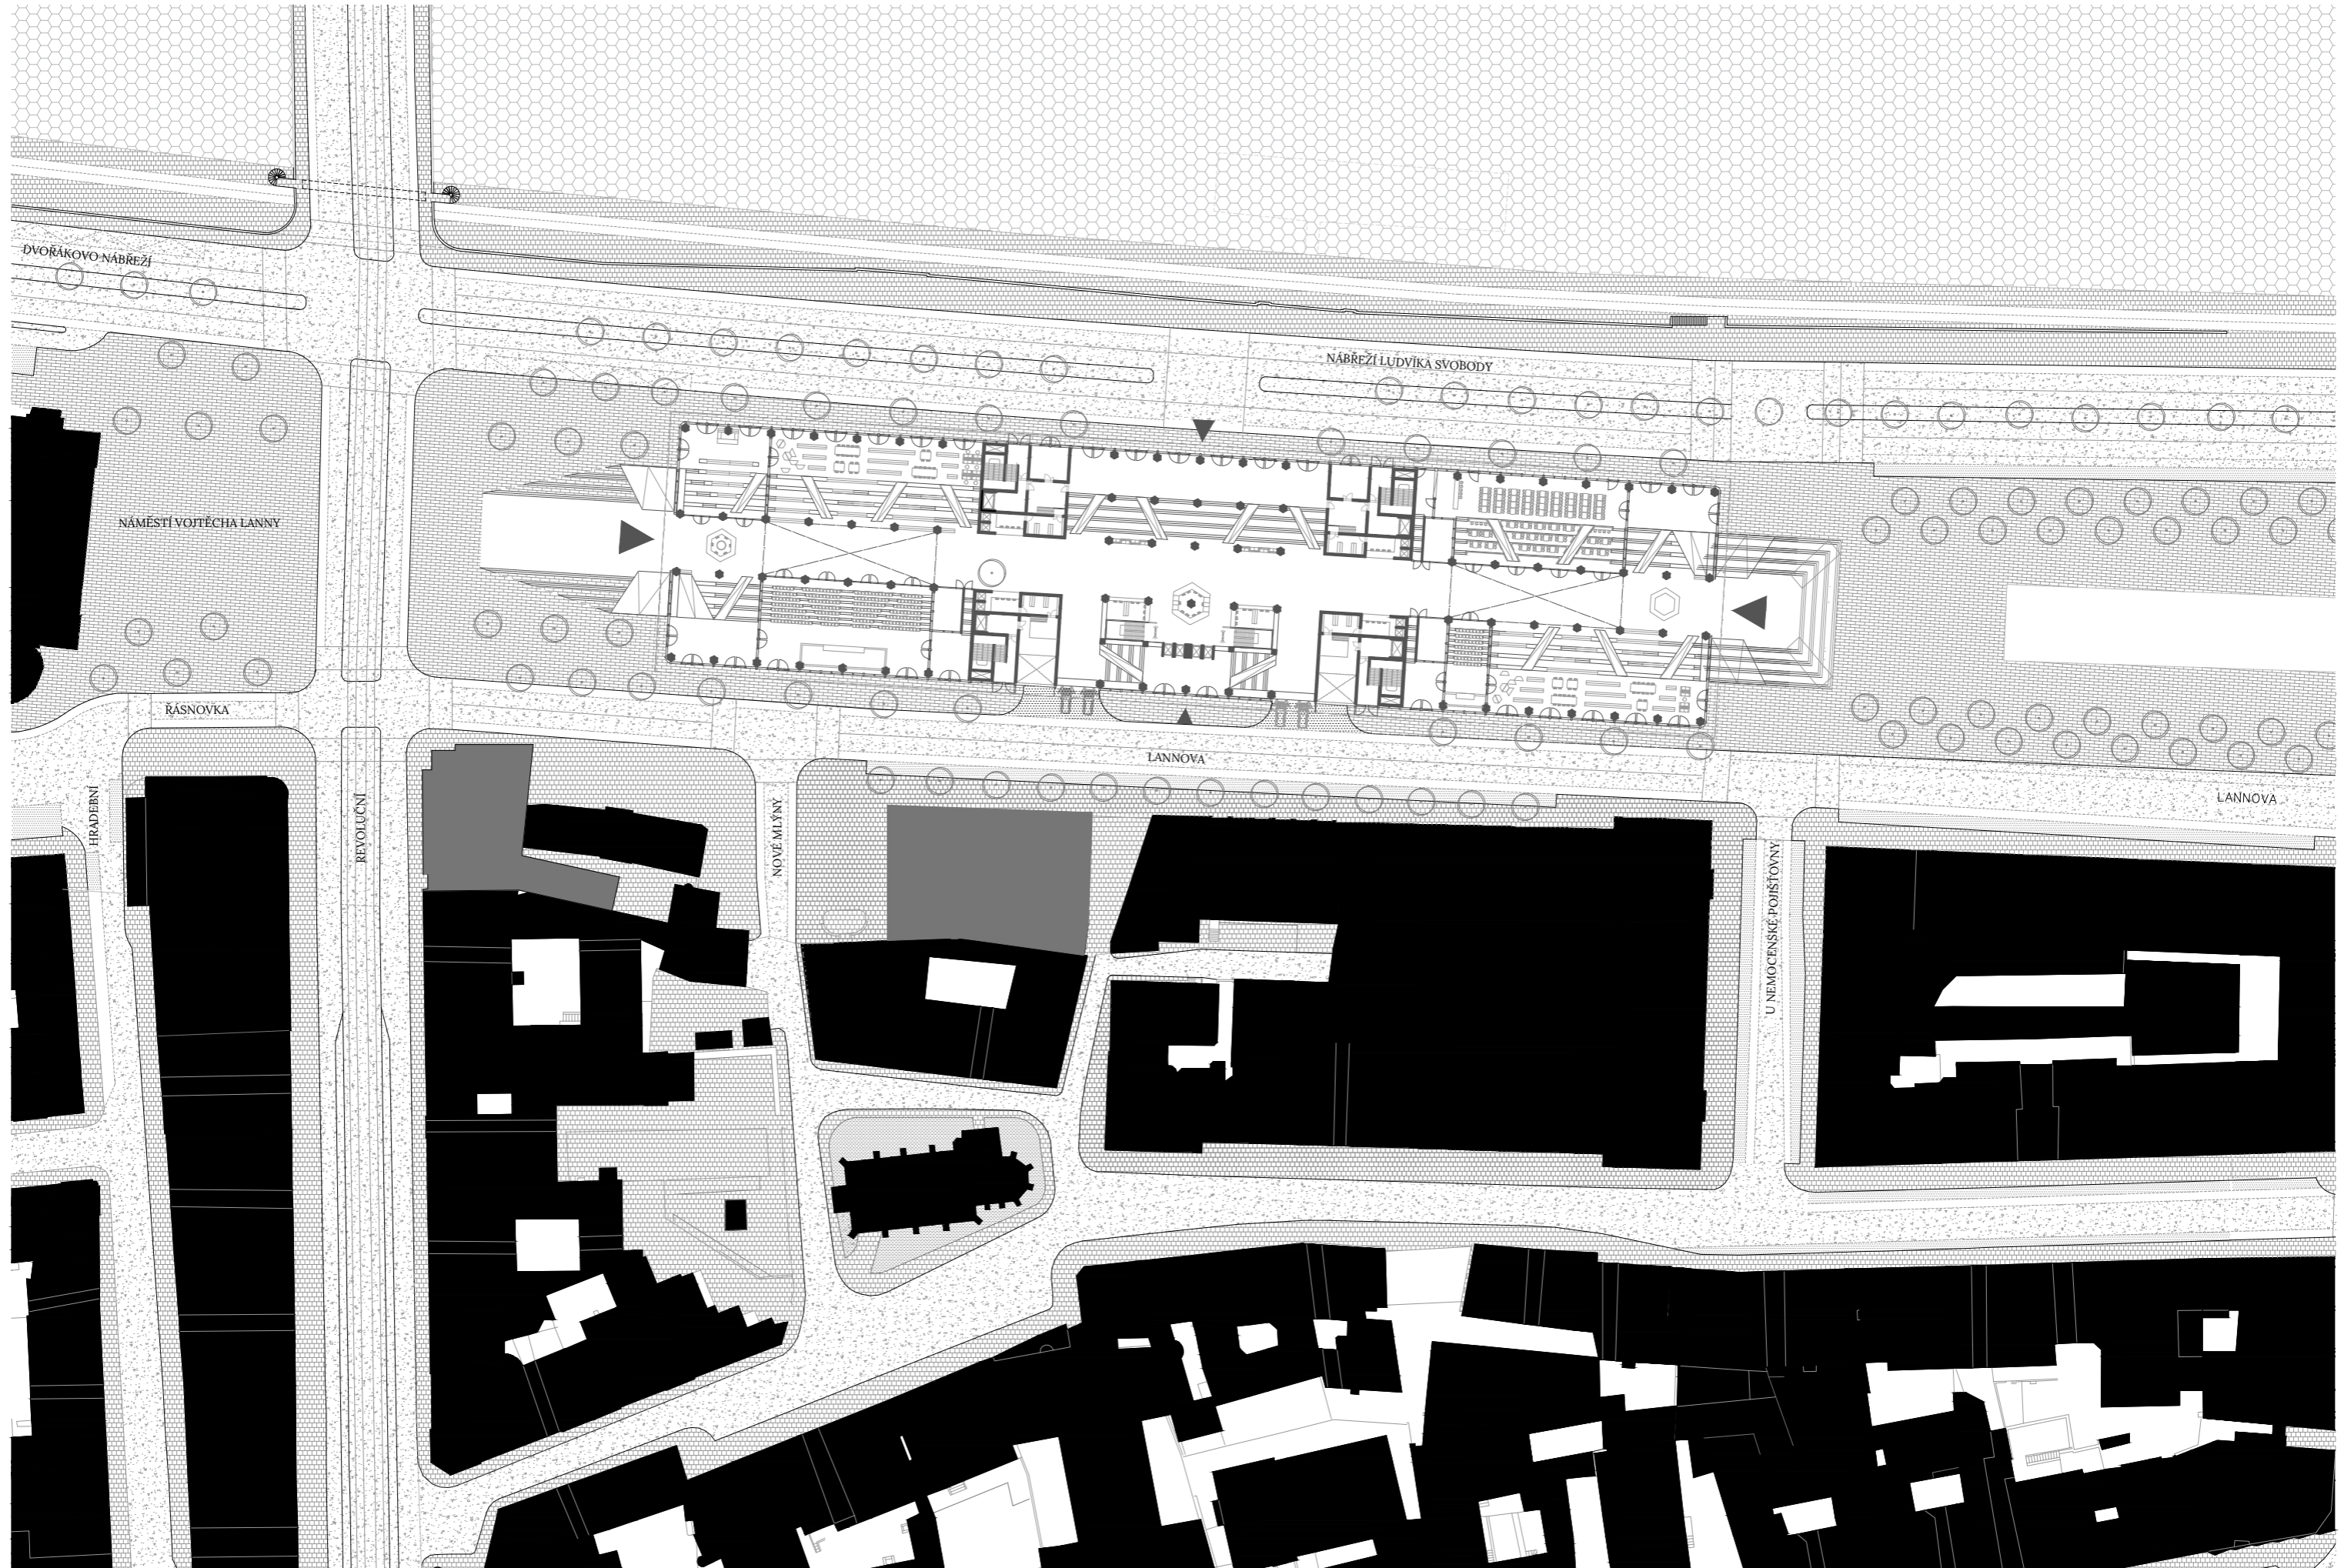 DVOŘÁKOVO NÁBŘEŽÍ
NÁBŘEŽÍ LUDVÍKA SVOBODY
NÁMĚSTÍ VOJTĚCHA LANNY
ŘÁSNOVKA
LANNOVA
LANNOVA
HRADEBNÍ
REVOLUČNÍ
NOVÉ MLÝNY
U NEMOCENSKÉ POJIŠŤOVNY